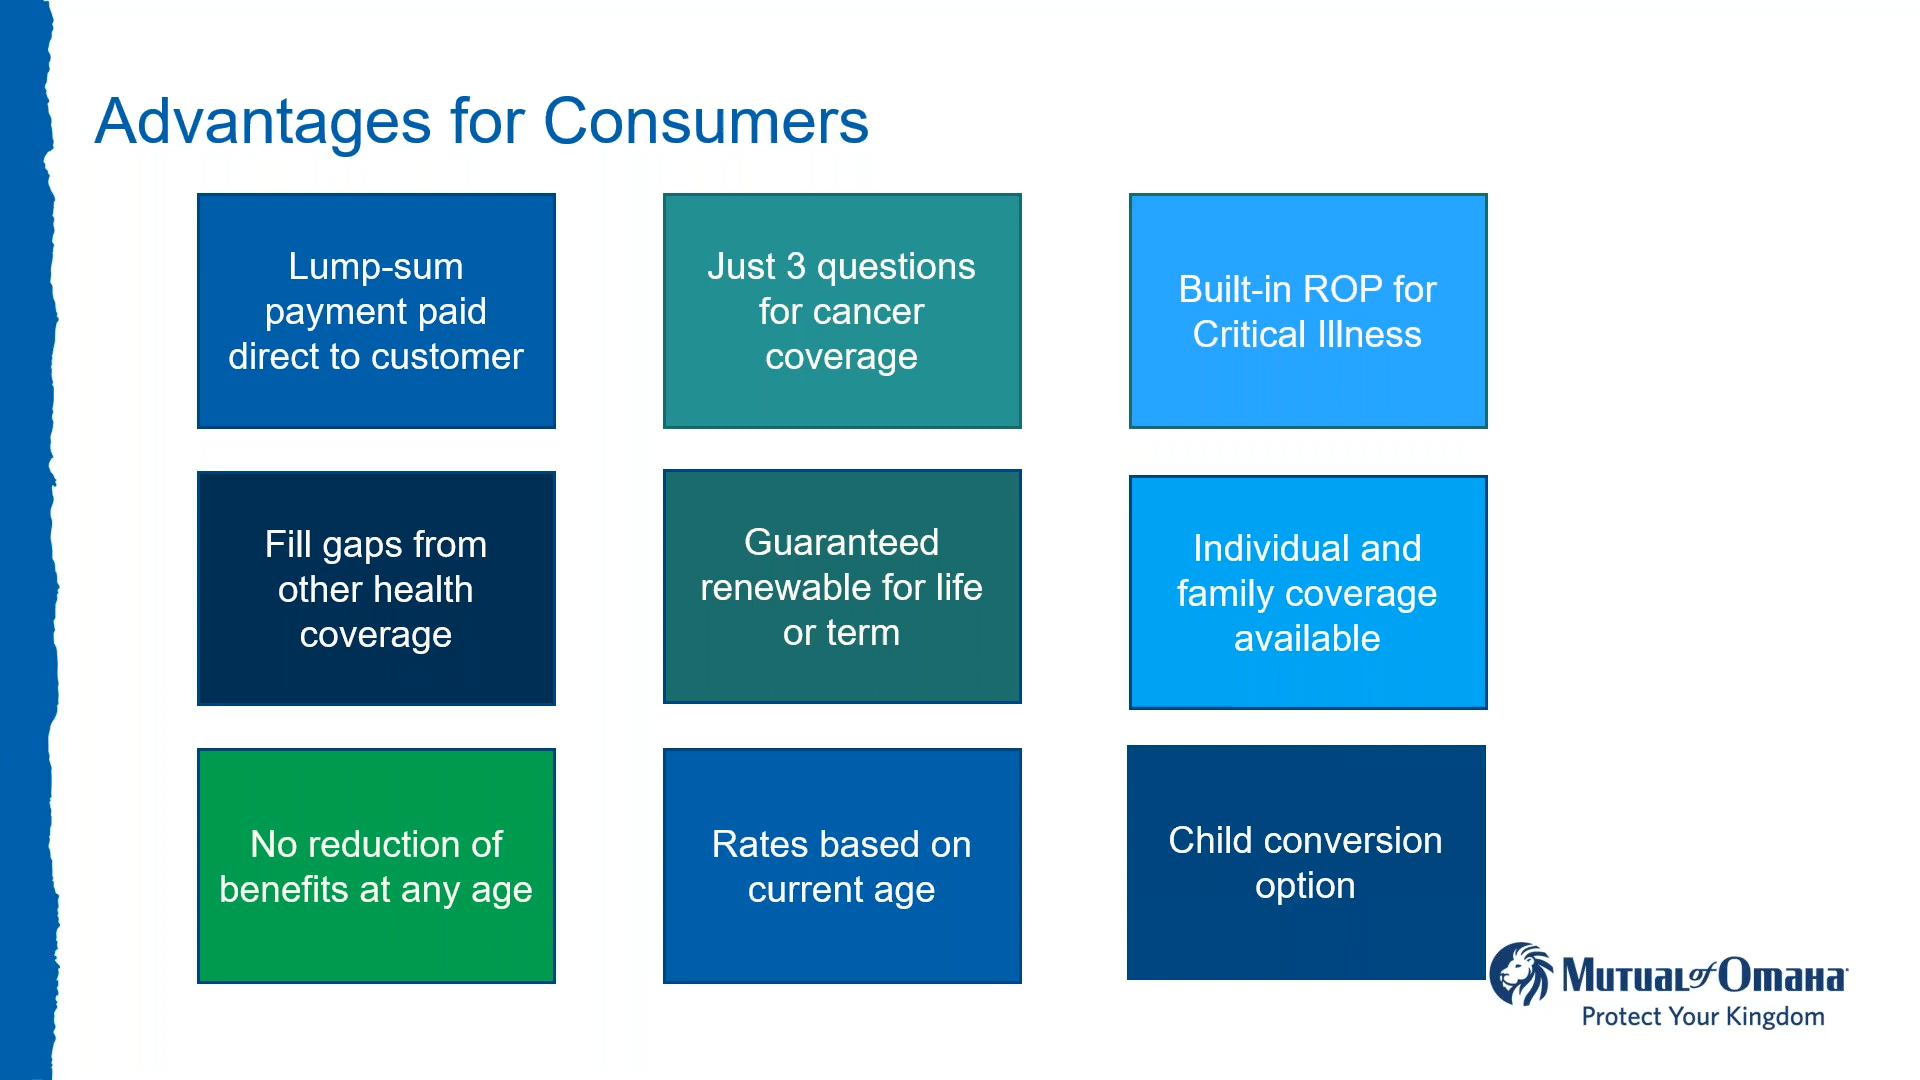 Advantages for Consumers
Lump-sum
payment paid
direct to customer
Just 3 questions
for cancer
coverage
Built-in ROP for
Critical Illness
Fill gaps from
other health
coverage
Guaranteed
renewable for life
or term
Individual and
family coverage
available
No reduction of
benefits at any age
Rates based on
current age
Child conversion
option
Mutual of Omaha
Protect Your Kingdom